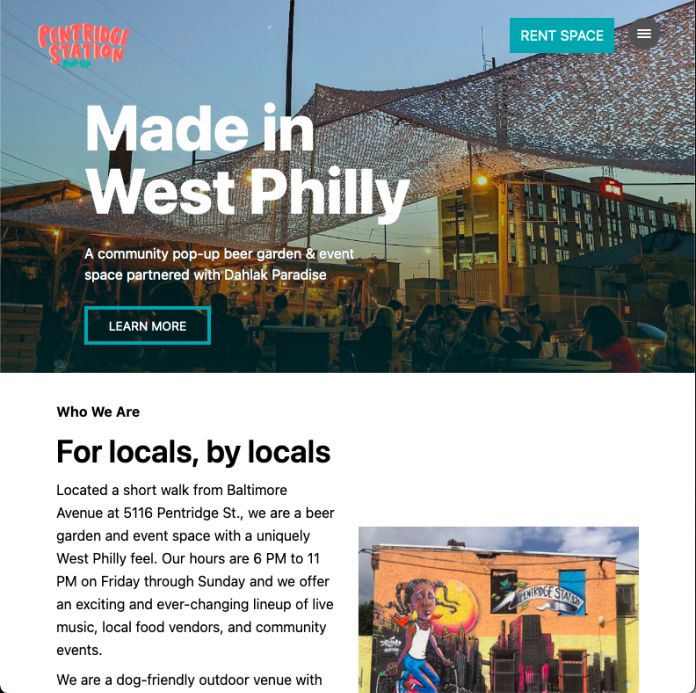 PENTRIDGE
STATION
POP-UP
RENT SPACE
Made in
West Philly
A community pop-up beer garden & event
space partnered with Dahlak Paradise
LEARN MORE
Who We Are
For locals, by locals
Located a short walk from Baltimore
Avenue at 5116 Pentridge St., we are a beer
garden and event space with a uniquely
West Philly feel. Our hours are 6 PM to 11
PM on Friday through Sunday and we offer
an exciting and ever-changing lineup of live
music, local food vendors, and community
events.
We are a dog-friendly outdoor venue with
PENTRIDGE STATION